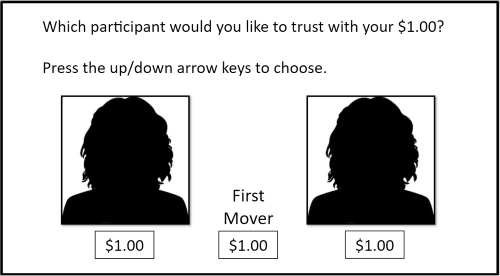 Which participant would you like to trust with your $1.00?
Press the up/down arrow keys to choose.
First
Mover
$1.00 $1.00 $1.00